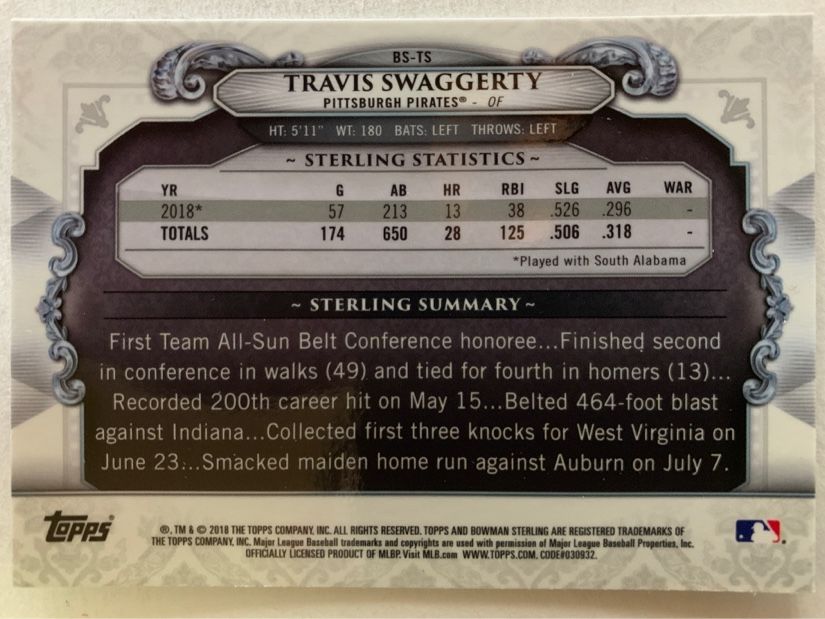 BS-TS
TRAVIS SWAGGERTY
PITTSBURGH PIRATES® - OF
HT: 5'11" WT: 180 BATS: LEFT THROWS: LEFT
~ STERLING STATISTICS ~
YR G AB HR RBI SLG AVG WAR
2018* 57 213 13 38 .526 .296 -
TOTALS 174 650 28 125 .506 .318 -
*Played with South Alabama
~ STERLING SUMMARY ~
First Team All-Sun Belt Conference honoree...Finished second
in conference in walks (49) and tied for fourth in homers (13)...
Recorded 200th career hit on May 15...Belted 464-foot blast
against Indiana...Collected first three knocks for West Virginia on
June 23...Smacked maiden home run against Auburn on July 7.
Topps®
®, TM & © 2018 THE TOPPS COMPANY, INC. ALL RIGHTS RESERVED. TOPPS AND BOWMAN STERLING ARE REGISTERED TRADEMARKS OF
THE TOPPS COMPANY, INC. Major League Baseball trademarks and copyrights are used with permission of Major League Baseball Properties, Inc.
OFFICIALLY LICENSED PRODUCT OF MLBP. Visit MLB.com WWW.TOPPS.COM. CODE#030932.